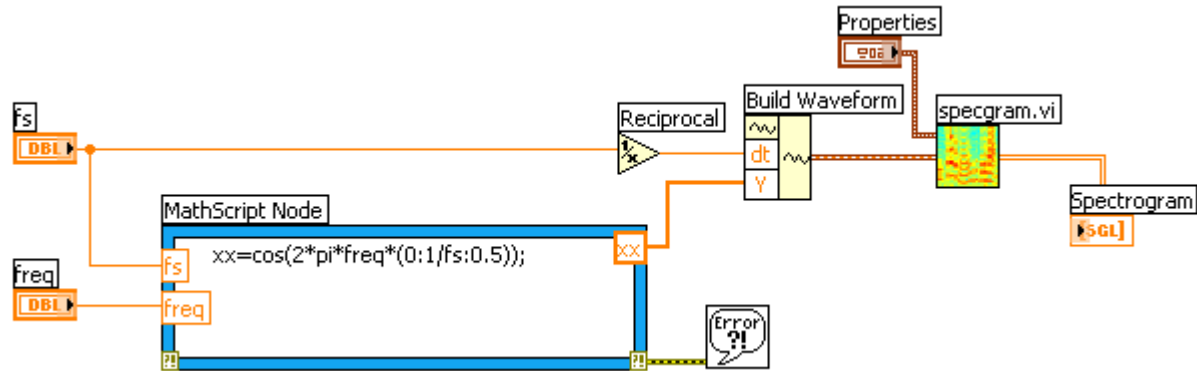 Properties
fs
DBL
Reciprocal
1/x
Build Waveform
dt
Y
specgram.vi
MathScript Node
xx=cos(2*pi*freq*(0:1/fs:0.5));
xx
fs
Spectrogram
SGL]
freq
DBL
freq
Error
?!
?!
?!